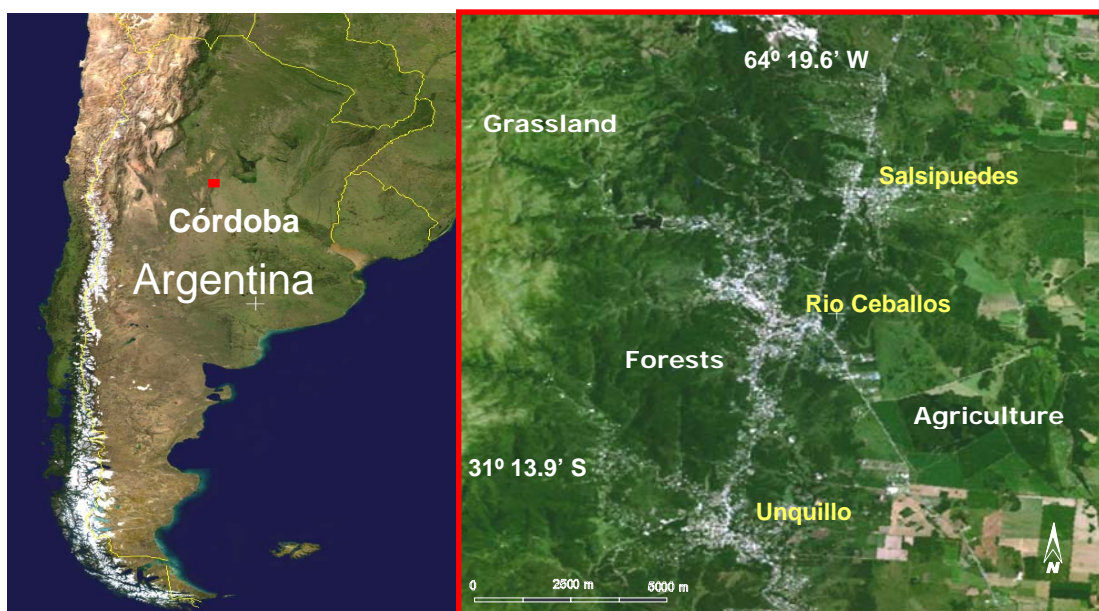 Córdoba
Argentina
64º 19.6’ W
Grassland
Salsipuedes
Rio Ceballos
Forests
Agriculture
31º 13.9’ S
Unquillo
N
0 2500 m 5000 m